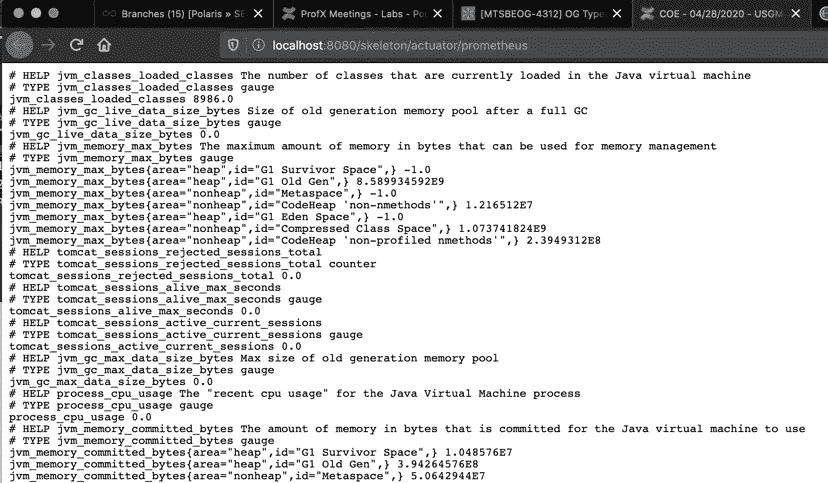 Branches (15) [Polaris » SE
ProfX Meetings - Labs - Po
[MTSBEOG-4312] OG Type
COE - 04/28/2020 - USGM
localhost:8080/skeleton/actuator/prometheus
# HELP jvm_classes_loaded_classes The number of classes that are currently loaded in the Java virtual machine
# TYPE jvm_classes_loaded_classes gauge
jvm_classes_loaded_classes 8986.0
# HELP jvm_gc_live_data_size_bytes Size of old generation memory pool after a full GC
# TYPE jvm_gc_live_data_size_bytes gauge
jvm_gc_live_data_size_bytes 0.0
# HELP jvm_memory_max_bytes The maximum amount of memory in bytes that can be used for memory management
# TYPE jvm_memory_max_bytes gauge
jvm_memory_max_bytes{area="heap",id="G1 Survivor Space",} -1.0
jvm_memory_max_bytes{area="heap",id="G1 Old Gen",} 8.589934592E9
jvm_memory_max_bytes{area="nonheap",id="Metaspace",} -1.0
jvm_memory_max_bytes{area="nonheap",id="CodeHeap 'non-nmethods'",} 1.216512E7
jvm_memory_max_bytes{area="heap",id="G1 Eden Space",} -1.0
jvm_memory_max_bytes{area="nonheap",id="Compressed Class Space",} 1.073741824E9
jvm_memory_max_bytes{area="nonheap",id="CodeHeap 'non-profiled nmethods'",} 2.3949312E8
# HELP tomcat_sessions_rejected_sessions_total
# TYPE tomcat_sessions_rejected_sessions_total counter
tomcat_sessions_rejected_sessions_total 0.0
# HELP tomcat_sessions_alive_max_seconds
# TYPE tomcat_sessions_alive_max_seconds gauge
tomcat_sessions_alive_max_seconds 0.0
# HELP tomcat_sessions_active_current_sessions
# TYPE tomcat_sessions_active_current_sessions gauge
tomcat_sessions_active_current_sessions 0.0
# HELP jvm_gc_max_data_size_bytes Max size of old generation memory pool
# TYPE jvm_gc_max_data_size_bytes gauge
jvm_gc_max_data_size_bytes 0.0
# HELP process_cpu_usage The "recent cpu usage" for the Java Virtual Machine process
# TYPE process_cpu_usage gauge
process_cpu_usage 0.0
# HELP jvm_memory_committed_bytes The amount of memory in bytes that is committed for the Java virtual machine to use
# TYPE jvm_memory_committed_bytes gauge
jvm_memory_committed_bytes{area="heap",id="G1 Survivor Space",} 1.048576E7
jvm_memory_committed_bytes{area="heap",id="G1 Old Gen",} 3.94264576E8
jvm_memory_committed_bytes{area="nonheap",id="Metaspace",} 5.0642944E7